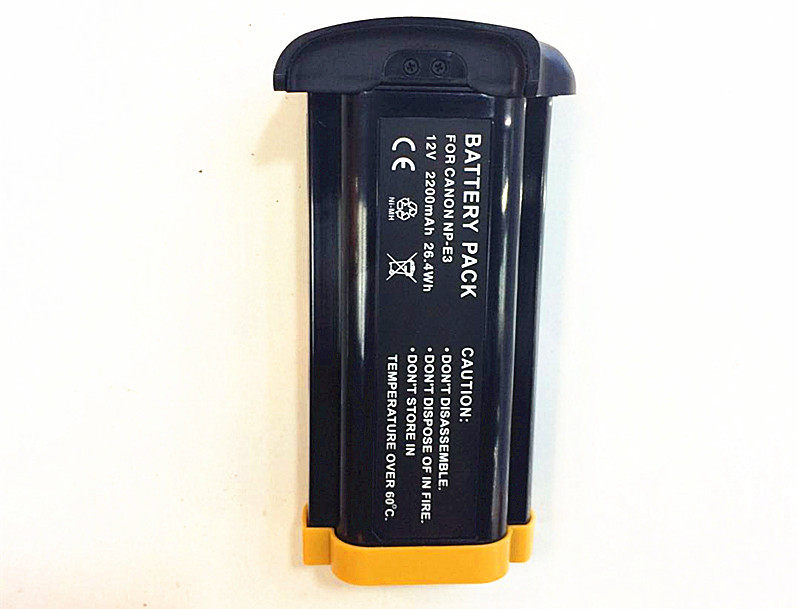 BATTERY PACK
FOR CANON NP-E3
12V 2200mAh 26.4Wh
CE
Ni-MH
CAUTION:
•DON'T DISASSEMBLE.
•DON'T DISPOSE OF IN FIRE.
•DON'T STORE IN
TEMPERATURE OVER 60°C.